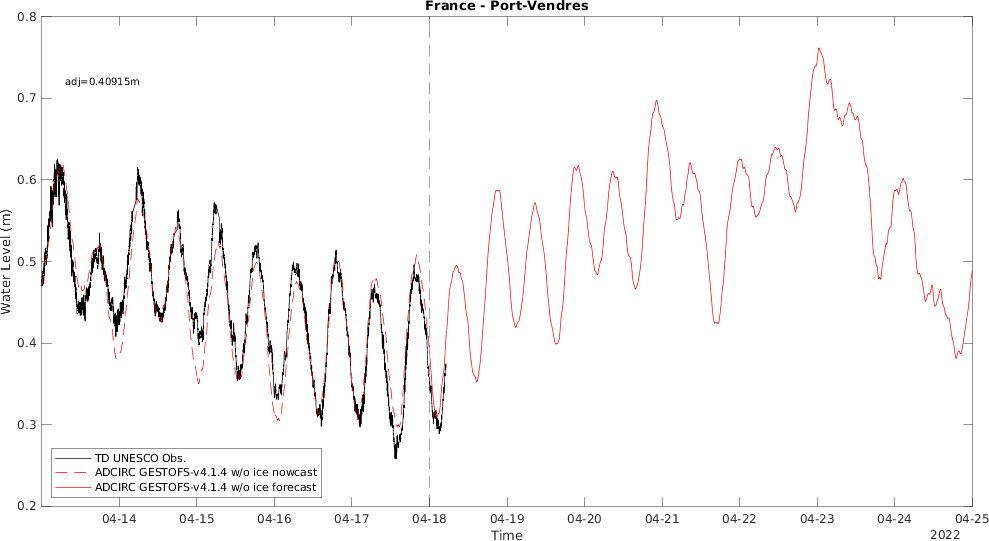 France - Port-Vendres
0.8
0.7
0.6
0.5
0.4
0.3
0.2
Water Level (m)
adj=0.40915m
TD UNESCO Obs.
ADCIRC GESTOFS-v4.1.4 w/o ice nowcast
ADCIRC GESTOFS-v4.1.4 w/o ice forecast
04-14 04-15 04-16 04-17 04-18 04-19 04-20 04-21 04-22 04-23 04-24 04-25
Time
2022